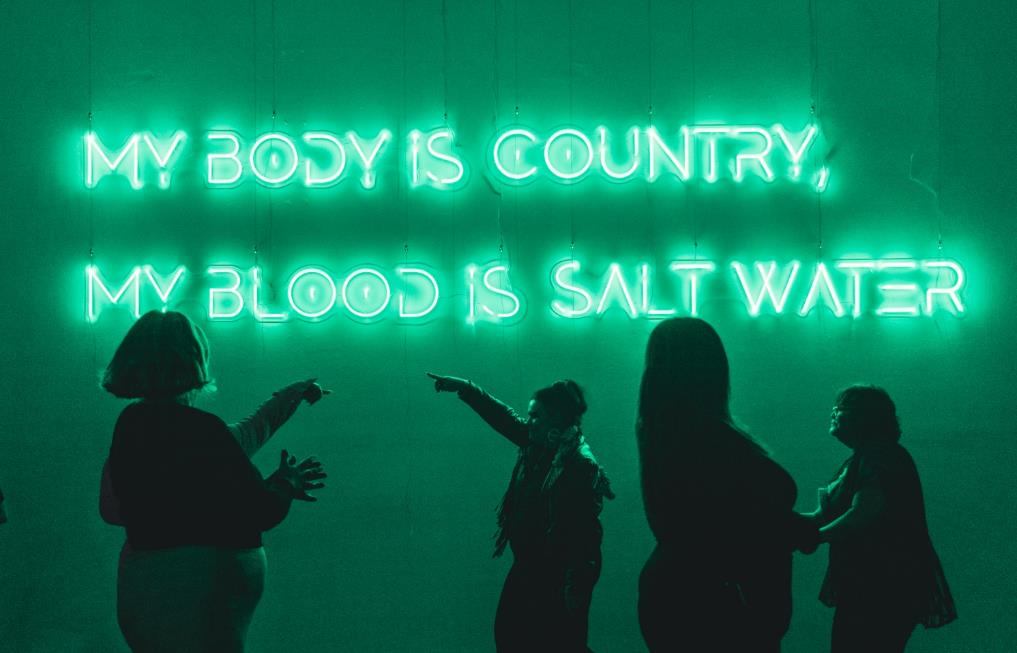 MY BODY IS COUNTRY,
MY BLOOD IS SALT WATER